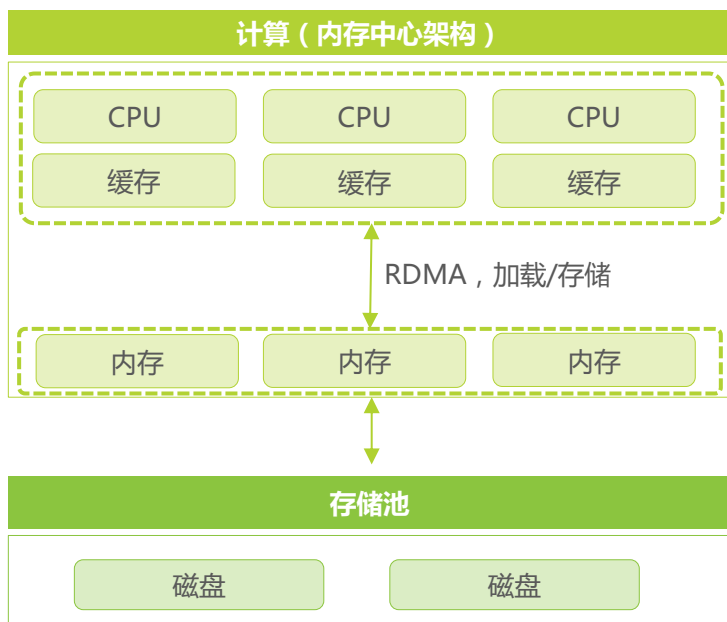 计算（内存中心架构）
CPU CPU CPU
缓存 缓存 缓存
RDMA，加载/存储
内存 内存 内存
存储池
磁盘 磁盘